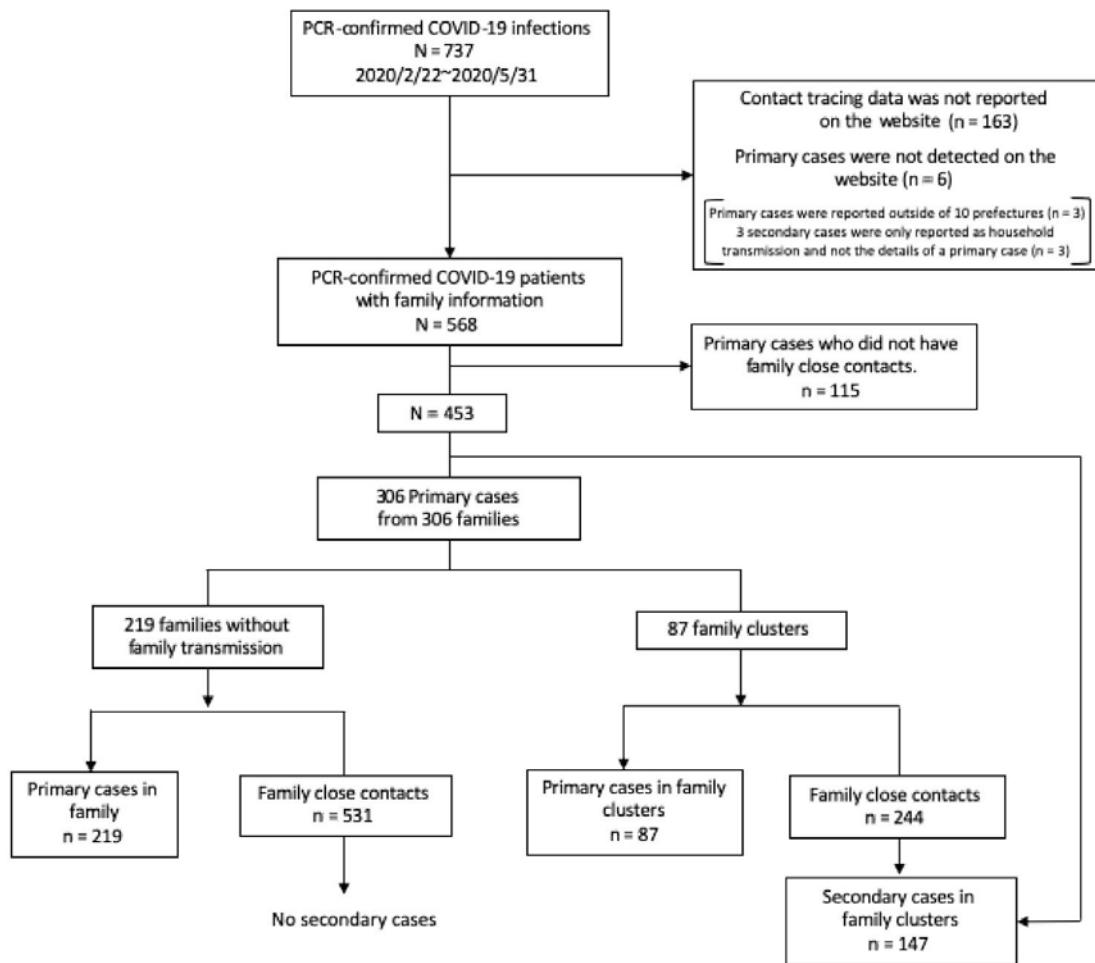 PCR-confirmed COVID-19 infections
N = 737
2020/2/22~2020/5/31
Contact tracing data was not reported
on the website (n = 163)
Primary cases were not detected on the
website (n = 6)
Primary cases were reported outside of 10 prefectures (n = 3)
3 secondary cases were only reported as household
transmission and not the details of a primary case (n = 3)
PCR-confirmed COVID-19 patients
with family information
N = 568
Primary cases who did not have
family close contacts.
n = 115
N = 453
306 Primary cases
from 306 families
219 families without
family transmission
87 family clusters
Primary cases in
family
n = 219
Family close contacts
n = 531
Primary cases in family
clusters
n = 87
Family close contacts
n = 244
No secondary cases
Secondary cases in
family clusters
n = 147